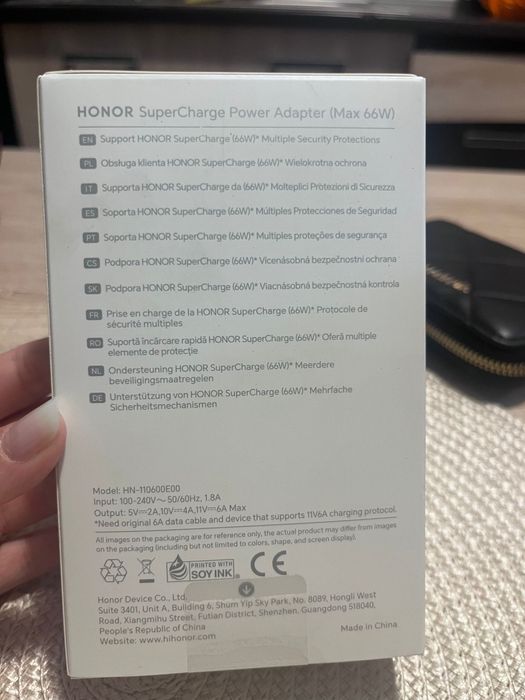 HONOR SuperCharge Power Adapter (Max 66W)
EN Support HONOR SuperCharge (66W)* Multiple Security Protections
PL Obsługa klienta HONOR SuperCharge (66W)* Wielokrotna ochrona
IT Supporta HONOR SuperCharge da (66W)* Molteplici Protezioni di Sicurezza
ES Soporta HONOR SuperCharge (66W)* Múltiples Protecciones de Seguridad
PT Soporta HONOR SuperCharge (66W)* Multiples proteções de segurança
CS Podpora HONOR SuperCharge (66W)* Vícenásobná bezpečnostní ochrana
SK Podpora HONOR SuperCharge (66W)* Viacnásobná bezpečnostná kontrola
FR Prise en charge de la HONOR SuperCharge (66W)* Protocole de
sécurité multiples
RO Suportă încărcare rapidă HONOR SuperCharge (66W)* Oferă multiple
elemente de protecție
NL Ondersteuning HONOR SuperCharge (66W)* Meerdere
beveiligingsmaatregelen
DE Unterstützung von HONOR SuperCharge (66W)* Mehrfache
Sicherheitsmechanismen
Model: HN-110600E00
Input: 100-240V~ 50/60Hz, 1.8A
Output: 5V⎓2A,10V⎓4A,11V⎓6A Max
*Need original 6A data cable and device that supports 11V6A charging protocol.
All images on the packaging are for reference only, the actual product may differ from images
on the packaging (including but not limited to colors, shape, and screen display).
PRINTED WITH
SOY INK
CE
Honor Device Co., Ltd.
Suite 3401, Unit A, Building 6, Shum Yip Sky Park, No. 8089, Hongli West
Road, Xiangmihu Street, Futian District, Shenzhen, Guangdong 518040,
People's Republic of China
Website: www.hihonor.com
Made in China